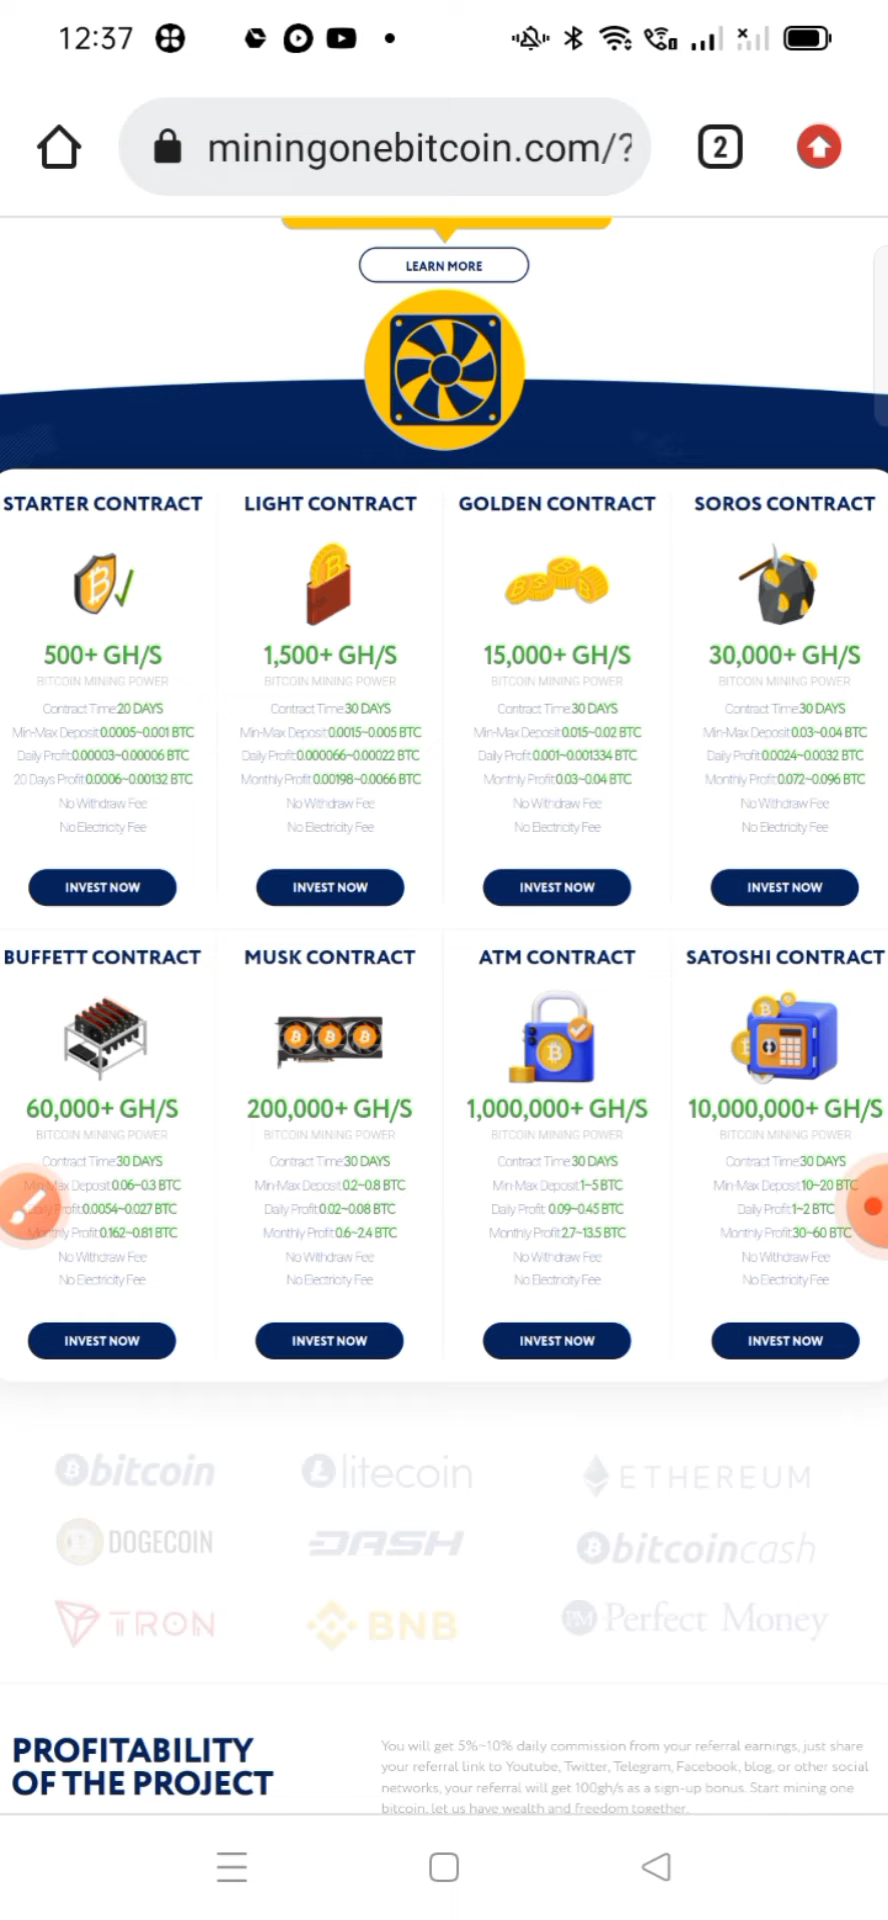 12:37
miningonebitcoin.com/?
2
LEARN MORE
STARTER CONTRACT
500+ GH/S
BITCOIN MINING POWER
Contract Time:20 DAYS
Min-Max Deposit:0.0005~0.001 BTC
Daily Profit:0.00003~0.00006 BTC
20 Days Profit:0.0006~0.00132 BTC
No Withdraw Fee
No Electricity Fee
INVEST NOW
LIGHT CONTRACT
1,500+ GH/S
BITCOIN MINING POWER
Contract Time:30 DAYS
Min-Max Deposit:0.0015~0.005 BTC
Daily Profit:0.000066~0.00022 BTC
Monthly Profit:0.00198~0.0066 BTC
No Withdraw Fee
No Electricity Fee
INVEST NOW
GOLDEN CONTRACT
15,000+ GH/S
BITCOIN MINING POWER
Contract Time:30 DAYS
Min-Max Deposit:0.015~0.02 BTC
Daily Profit:0.001~0.001334 BTC
Monthly Profit:0.03~0.04 BTC
No Withdraw Fee
No Electricity Fee
INVEST NOW
SOROS CONTRACT
30,000+ GH/S
BITCOIN MINING POWER
Contract Time:30 DAYS
Min-Max Deposit:0.03~0.04 BTC
Daily Profit:0.0024~0.0032 BTC
Monthly Profit:0.072~0.096 BTC
No Withdraw Fee
No Electricity Fee
INVEST NOW
BUFFETT CONTRACT
60,000+ GH/S
BITCOIN MINING POWER
Contract Time:30 DAYS
Max Deposit:0.06~0.3 BTC
Profit:0.0054~0.027 BTC
Monthly Profit:0.162~0.81 BTC
No Withdraw Fee
No Electricity Fee
INVEST NOW
MUSK CONTRACT
200,000+ GH/S
BITCOIN MINING POWER
Contract Time:30 DAYS
Min-Max Deposit:0.2~0.8 BTC
Daily Profit:0.02~0.08 BTC
Monthly Profit:0.6~2.4 BTC
No Withdraw Fee
No Electricity Fee
INVEST NOW
ATM CONTRACT
1,000,000+ GH/S
BITCOIN MINING POWER
Contract Time:30 DAYS
Min-Max Deposit:1~5 BTC
Daily Profit: 0.09~0.45 BTC
Monthly Profit:2.7~13.5 BTC
No Withdraw Fee
No Electricity Fee
INVEST NOW
SATOSHI CONTRACT
10,000,000+ GH/S
BITCOIN MINING POWER
Contract Time:30 DAYS
Min-Max Deposit:10~20 BTC
Daily Profit:1~2 BTC
Monthly Profit:30~60 BTC
No Withdraw Fee
No Electricity Fee
INVEST NOW
bitcoin litecoin ETHEREUM
DOGECOIN DASH bitcoincash
TRON BNB PM Perfect Money
PROFITABILITY
OF THE PROJECT
You will get 5%~10% daily commission from your referral earnings, just share
your referral link to Youtube, Twitter, Telegram, Facebook, blog, or other social
networks, your referral will get 100gh/s as a sign-up bonus. Start mining one
bitcoin, let us have wealth and freedom together.